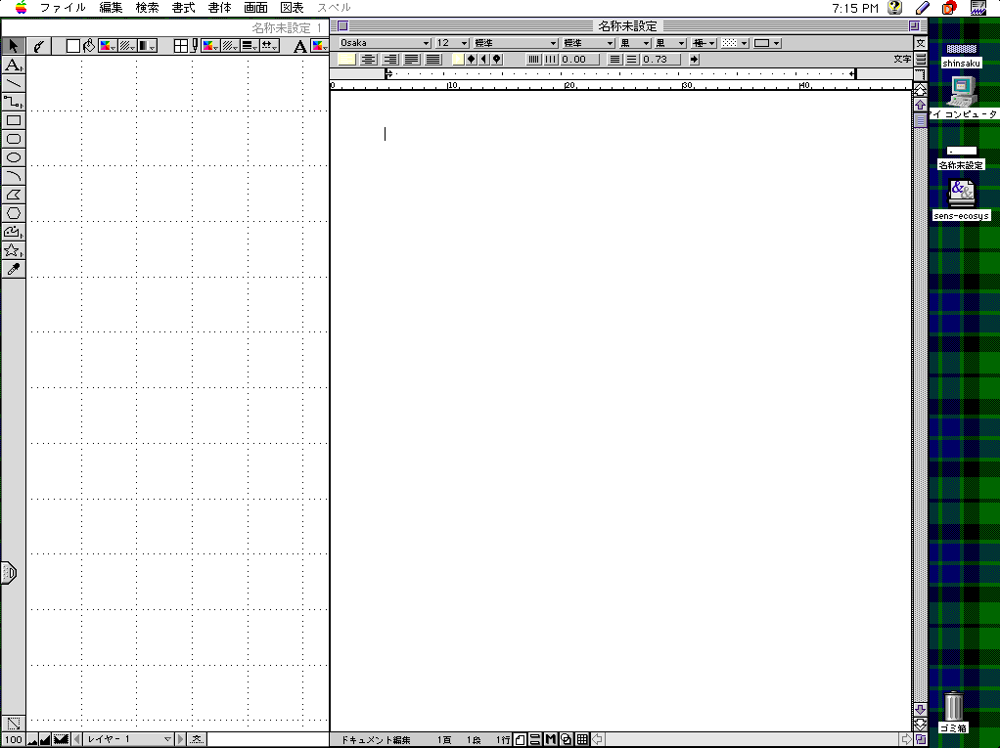 ファイル 編集 検索 書式 書体 画面 図表 スペル 7:15 PM
名称未設定 1
名称未設定
Osaka 12 標準 標準 黒 黒
文
0.00 0.73 文字
0 10 20 30 40
A
A
shinsaku
マイ コンピュータ
名称未設定
sens-ecosys
ゴミ箱
100 レイヤー 1
ドキュメント編集 1頁 1段 1行